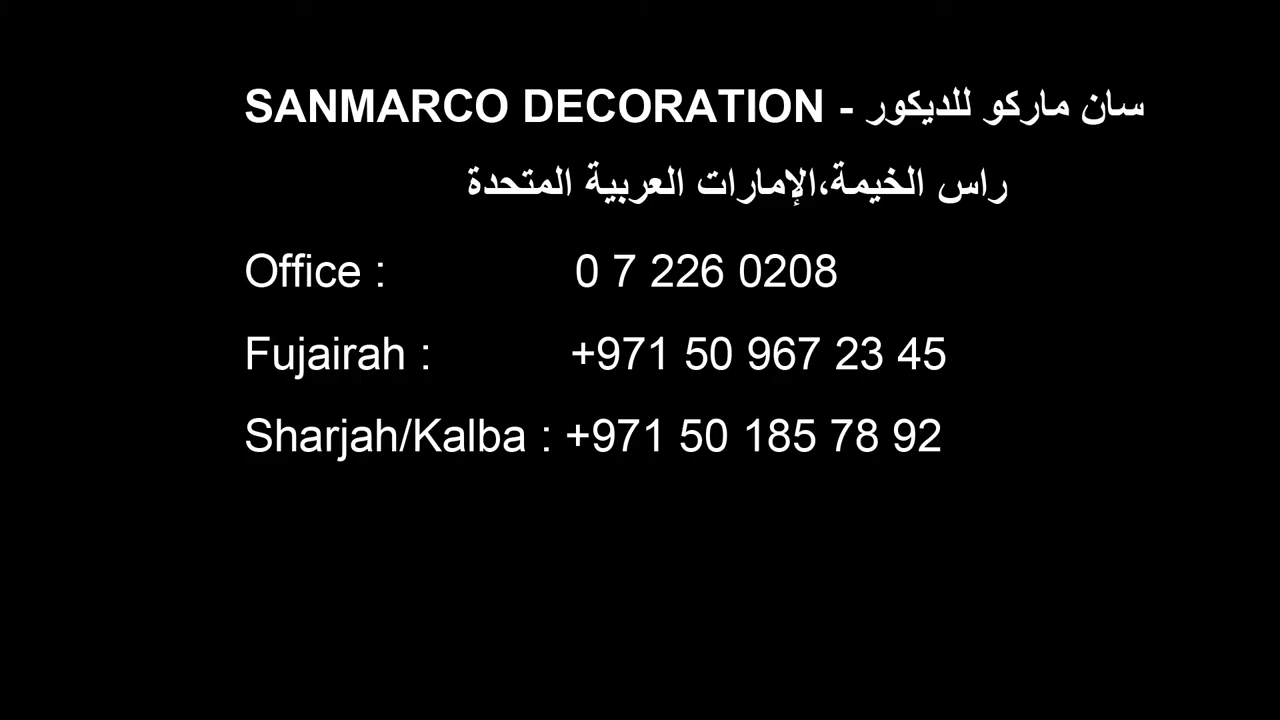 SANMARCO DECORATION - سان ماركو للديكور
راس الخيمة،الإمارات العربية المتحدة
Office : 0 7 226 0208
Fujairah : +971 50 967 23 45
Sharjah/Kalba : +971 50 185 78 92